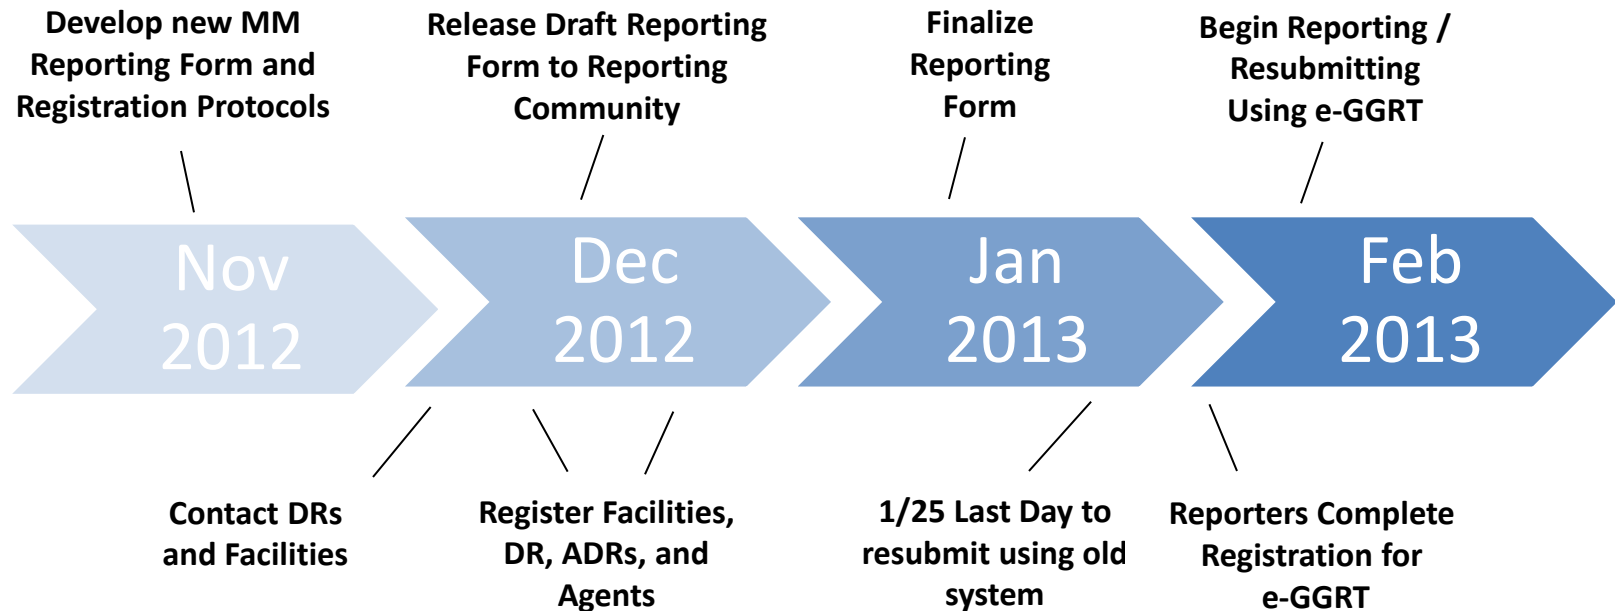 Develop new MM
Reporting Form and
Registration Protocols
Release Draft Reporting
Form to Reporting
Community
Finalize
Reporting
Form
Begin Reporting /
Resubmitting
Using e-GGRT
Nov
2012
Dec
2012
Jan
2013
Feb
2013
Contact DRs
and Facilities
Register Facilities,
DR, ADRs, and
Agents
1/25 Last Day to
resubmit using old
system
Reporters Complete
Registration for
e-GGRT